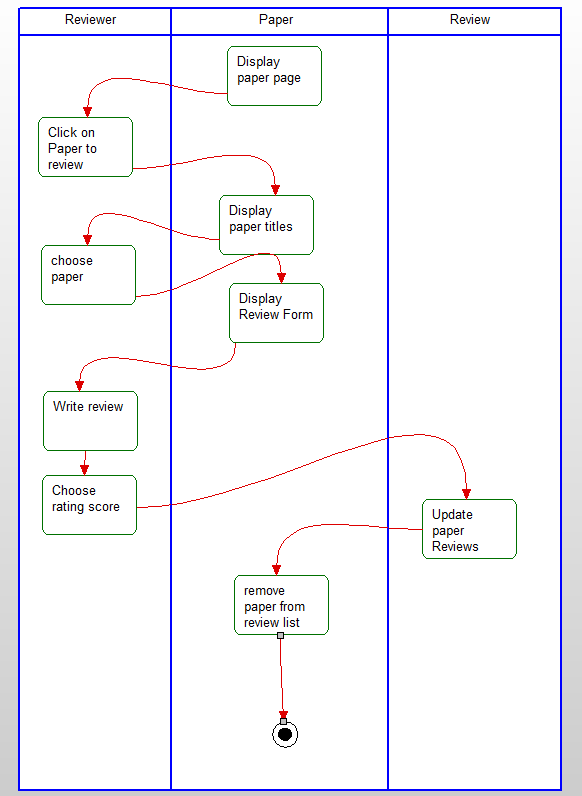 Reviewer
Paper
Review
Display
paper page
Click on
Paper to
review
Display
paper titles
choose
paper
Display
Review Form
Write review
Choose
rating score
Update
paper
Reviews
remove
paper from
review list